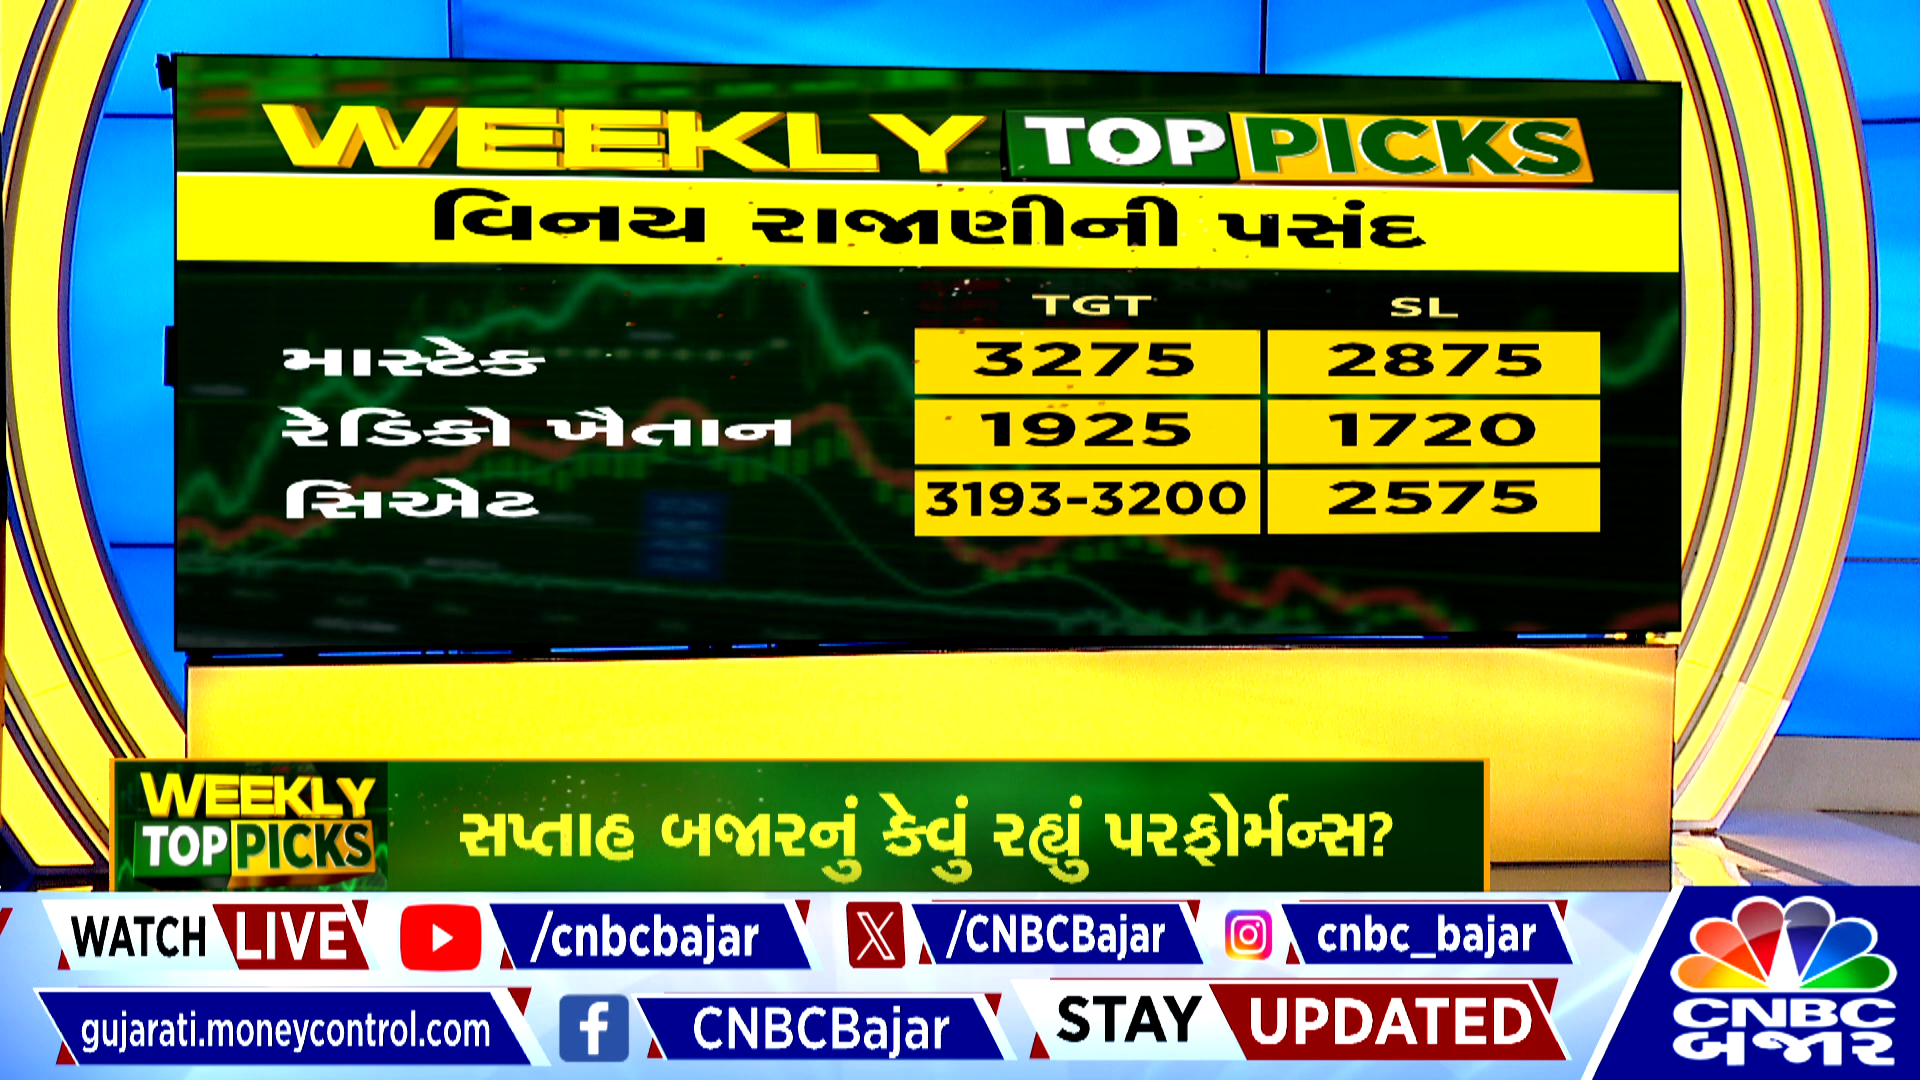 WEEKLY TOP PICKS
વિનય રાજાણીની પસંદ
TGT SL
માસ્ટેક 3275 2875
રેડિકો ખૈતાન 1925 1720
સિએટ 3193-3200 2575
WEEKLY
TOP PICKS
સપ્તાહ બજારનું કેવું રહ્યું પરફોર્મન્સ?
WATCH LIVE /cnbcbajar /CNBCBajar cnbc_bajar
gujarati.moneycontrol.com CNBCBajar STAY UPDATED
CNBC
બજાર